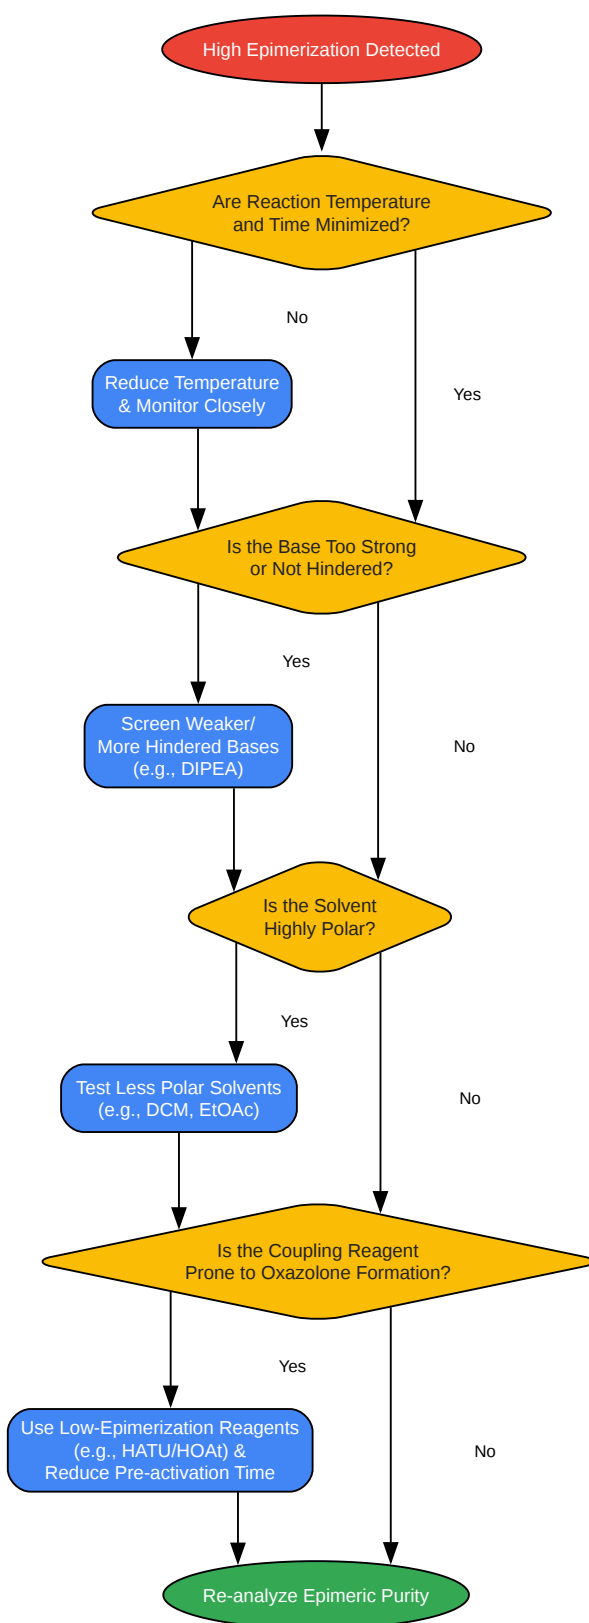 High Epimerization Detected
Are Reaction Temperature
and Time Minimized?
No
Reduce Temperature
& Monitor Closely
Yes
Is the Base Too Strong
or Not Hindered?
Yes
Screen Weaker/
More Hindered Bases
(e.g., DIPEA)
No
Is the Solvent
Highly Polar?
Yes
Test Less Polar Solvents
(e.g., DCM, EtOAc)
No
Is the Coupling Reagent
Prone to Oxazolone Formation?
Yes
Use Low-Epimerization Reagents
(e.g., HATU/HOAt) &
Reduce Pre-activation Time
No
Re-analyze Epimeric Purity